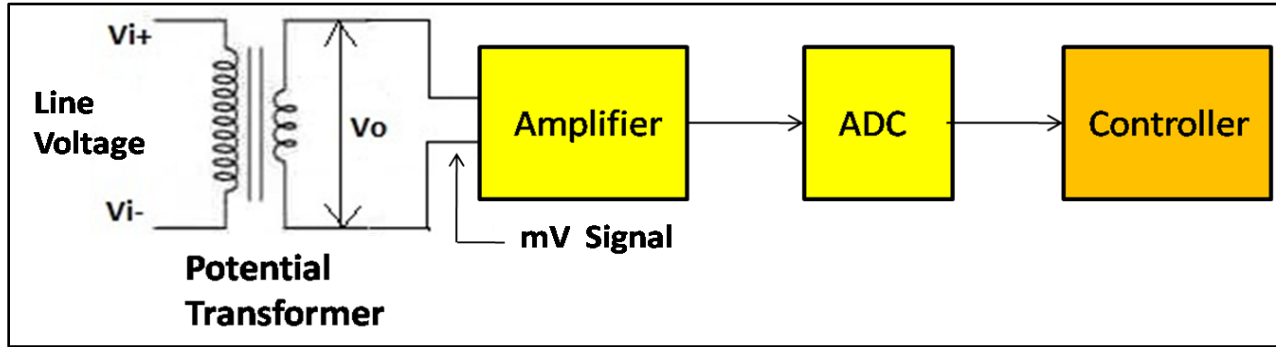 Vi+
Line
Voltage
Vi-
Vo
Potential
Transformer
mV Signal
Amplifier
ADC
Controller